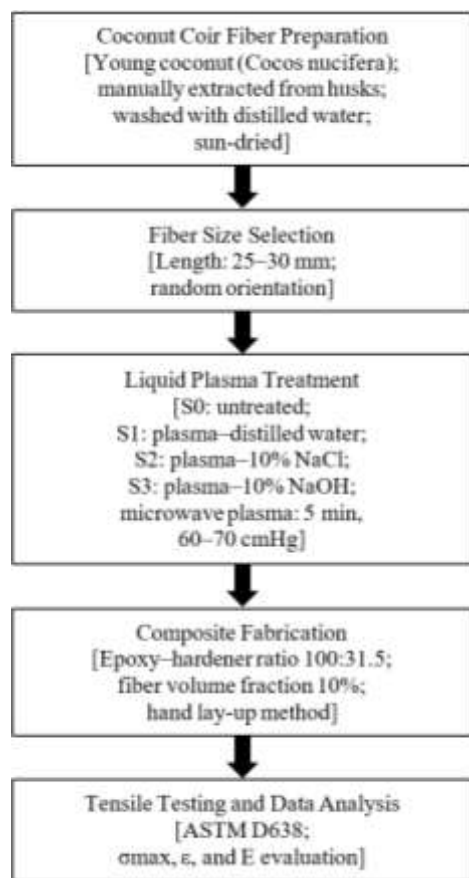 Coconut Coir Fiber Preparation
[Young coconut (Cocos nucifera);
manually extracted from husks;
washed with distilled water;
sun-dried]
Fiber Size Selection
[Length: 25–30 mm;
random orientation]
Liquid Plasma Treatment
[S0: untreated;
S1: plasma–distilled water;
S2: plasma–10% NaCl;
S3: plasma–10% NaOH;
microwave plasma: 5 min,
60–70 cmHg]
Composite Fabrication
[Epoxy–hardener ratio 100:31.5;
fiber volume fraction 10%;
hand lay-up method]
Tensile Testing and Data Analysis
[ASTM D638;
σmax, ε, and E evaluation]